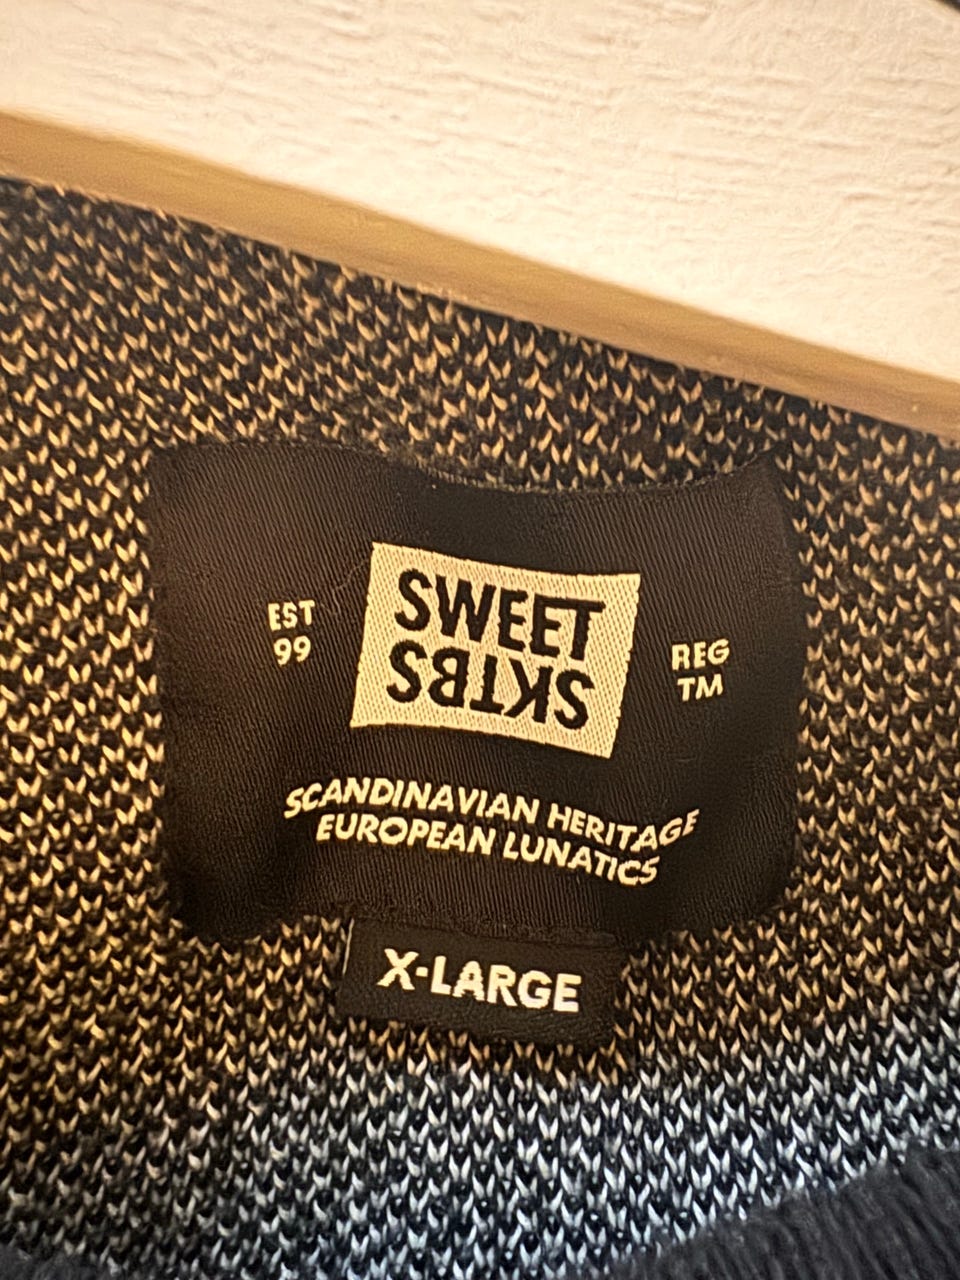 EST
99
SWEET
SKTBS
REG
TM
SCANDINAVIAN HERITAGE
EUROPEAN LUNATICS
X-LARGE